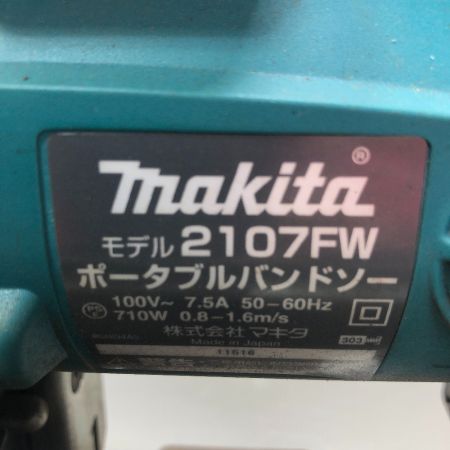 makita®
モデル 2107FW
ポータブルバンドソー
100V～ 7.5A 50-60Hz
710W 0.8-1.6m/s
株式会社 マキタ
Made in Japan
303
11616